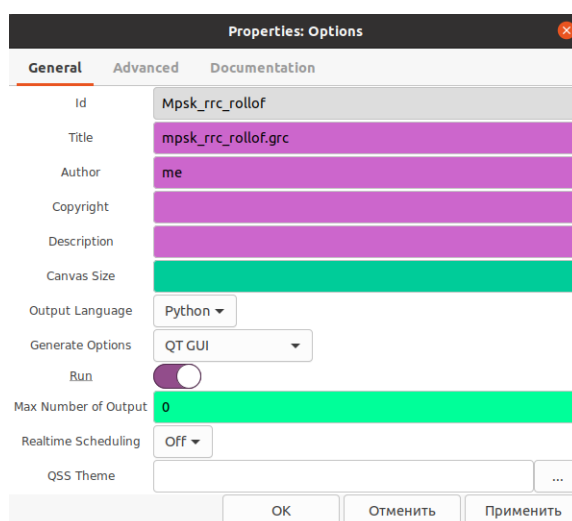 Properties: Options
General Advanced Documentation
Id Mpsk_rrc_rollof
Title mpsk_rrc_rollof.grc
Author me
Copyright
Description
Canvas Size
Output Language Python
Generate Options QT GUI
Run
Max Number of Output 0
Realtime Scheduling Off
QSS Theme ...
OK Отменить Применить